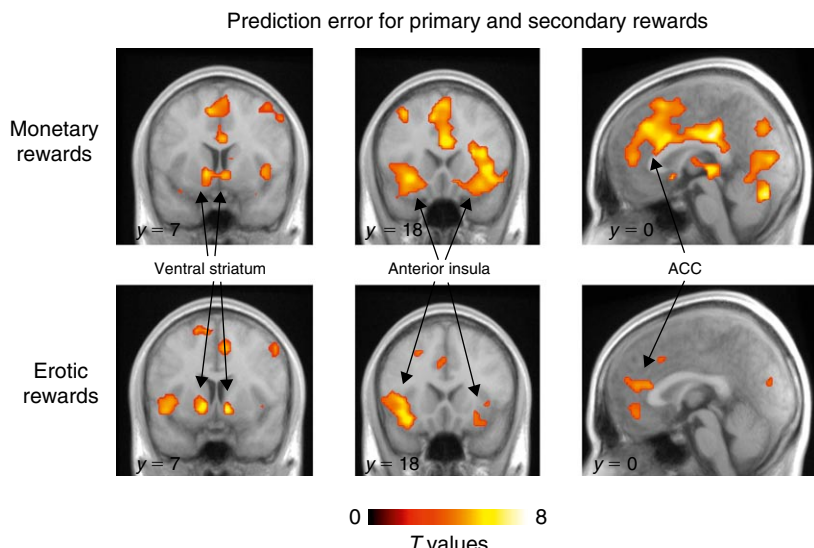 Prediction error for primary and secondary rewards
Monetary
rewards
y = 7
y = 18
y = 0
Ventral striatum
Anterior insula
ACC
Erotic
rewards
y = 7
y = 18
y = 0
0
8
T values